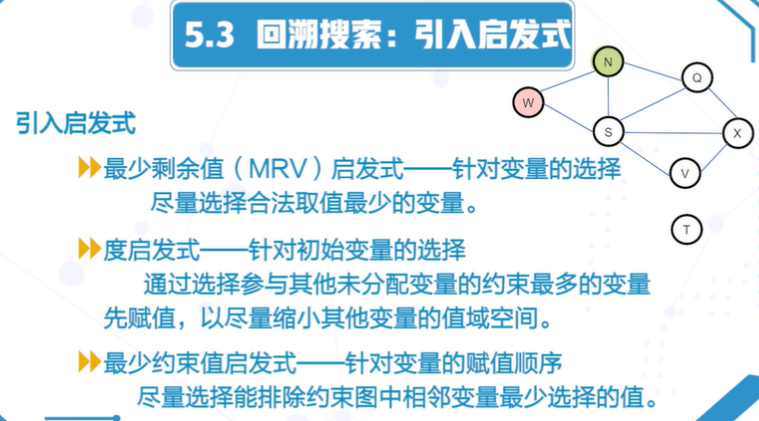 5.3 回溯搜索：引入启发式
N
Q
W
S
X
V
T
引入启发式
最少剩余值（MRV）启发式——针对变量的选择
尽量选择合法取值最少的变量。
度启发式——针对初始变量的选择
通过选择参与其他未分配变量的约束最多的变量
先赋值，以尽量缩小其他变量的值域空间。
最少约束值启发式——针对变量的赋值顺序
尽量选择能排除约束图中相邻变量最少选择的值。